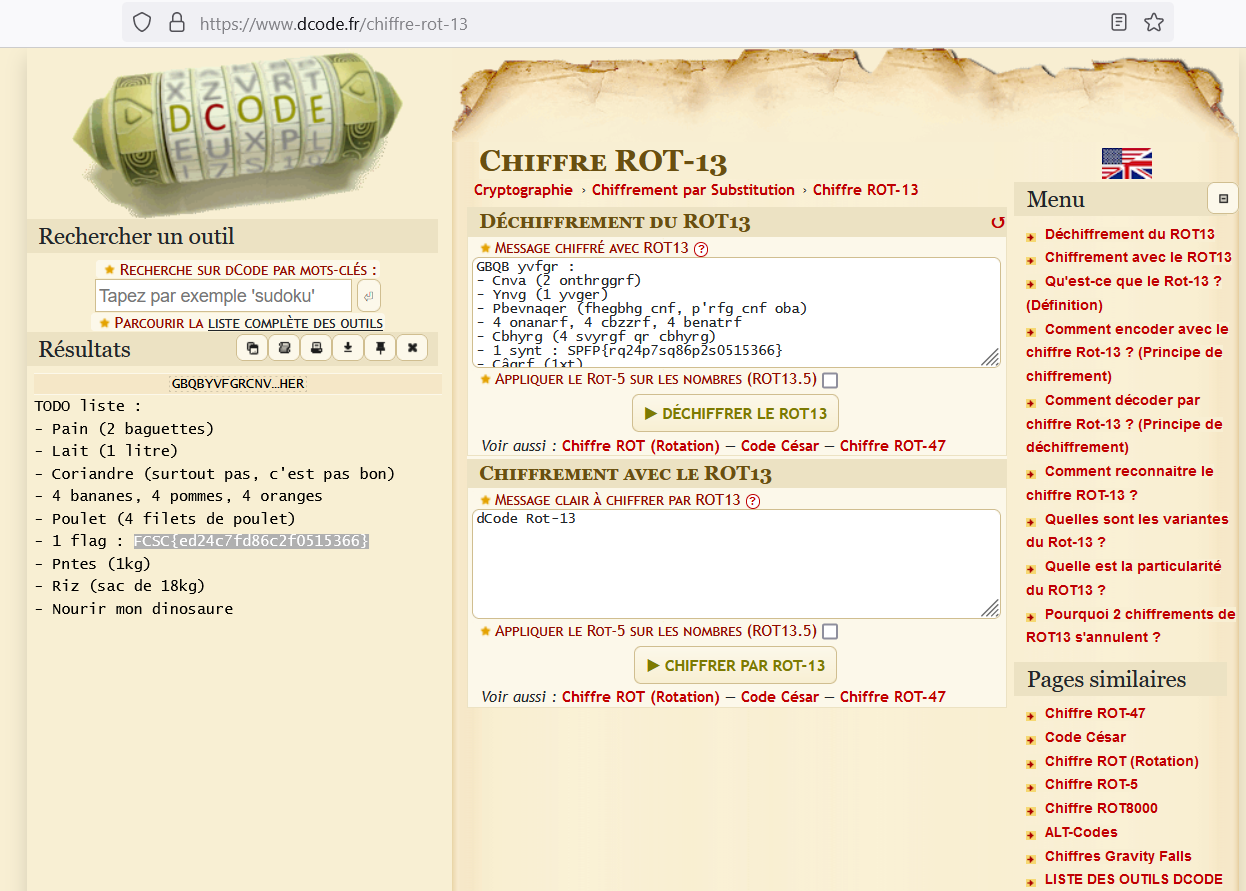 https://www.dcode.fr/chiffre-rot-13
X Z V R T
D C O D E
E U X P L
Rechercher un outil
Recherche sur dCode par mots-clés :
Tapez par exemple 'sudoku'
Parcourir la liste complète des outils
Résultats
GBQBYVFGRCNV…HER
TODO liste :
- Pain (2 baguettes)
- Lait (1 litre)
- Coriandre (surtout pas, c'est pas bon)
- 4 bananes, 4 pommes, 4 oranges
- Poulet (4 filets de poulet)
- 1 flag : FCSC{ed24c7fd86c2f0515366}
- Pntes (1kg)
- Riz (sac de 18kg)
- Nourir mon dinosaure
Chiffre ROT-13
Cryptographie › Chiffrement par Substitution › Chiffre ROT-13
Déchiffrement du ROT13
Message chiffré avec ROT13 ?
GBQB yvfgr :
- Cnva (2 onthrggrf)
- Ynvg (1 yvger)
- Pbevnaqer (fhegbhg cnf, p'rfg cnf oba)
- 4 onanarf, 4 cbzzrf, 4 benatrf
- Cbhyrg (4 svyrgf qr cbhyrg)
- 1 synt : SPFP{rq24p7sq86p2s0515366}
- Câgrf (1xt)
Appliquer le Rot-5 sur les nombres (ROT13.5)
▶ DÉCHIFFRER LE ROT13
Voir aussi : Chiffre ROT (Rotation) — Code César — Chiffre ROT-47
Chiffrement avec le ROT13
Message clair à chiffrer par ROT13 ?
dCode Rot-13
Appliquer le Rot-5 sur les nombres (ROT13.5)
▶ CHIFFRER PAR ROT-13
Voir aussi : Chiffre ROT (Rotation) — Code César — Chiffre ROT-47
Menu
Déchiffrement du ROT13
Chiffrement avec le ROT13
Qu'est-ce que le Rot-13 ?
(Définition)
Comment encoder avec le
chiffre Rot-13 ? (Principe de
chiffrement)
Comment décoder par
chiffre Rot-13 ? (Principe de
déchiffrement)
Comment reconnaitre le
chiffre ROT-13 ?
Quelles sont les variantes
du Rot-13 ?
Quelle est la particularité
du ROT13 ?
Pourquoi 2 chiffrements de
ROT13 s'annulent ?
Pages similaires
Chiffre ROT-47
Code César
Chiffre ROT (Rotation)
Chiffre ROT-5
Chiffre ROT8000
ALT-Codes
Chiffres Gravity Falls
LISTE DES OUTILS DCODE